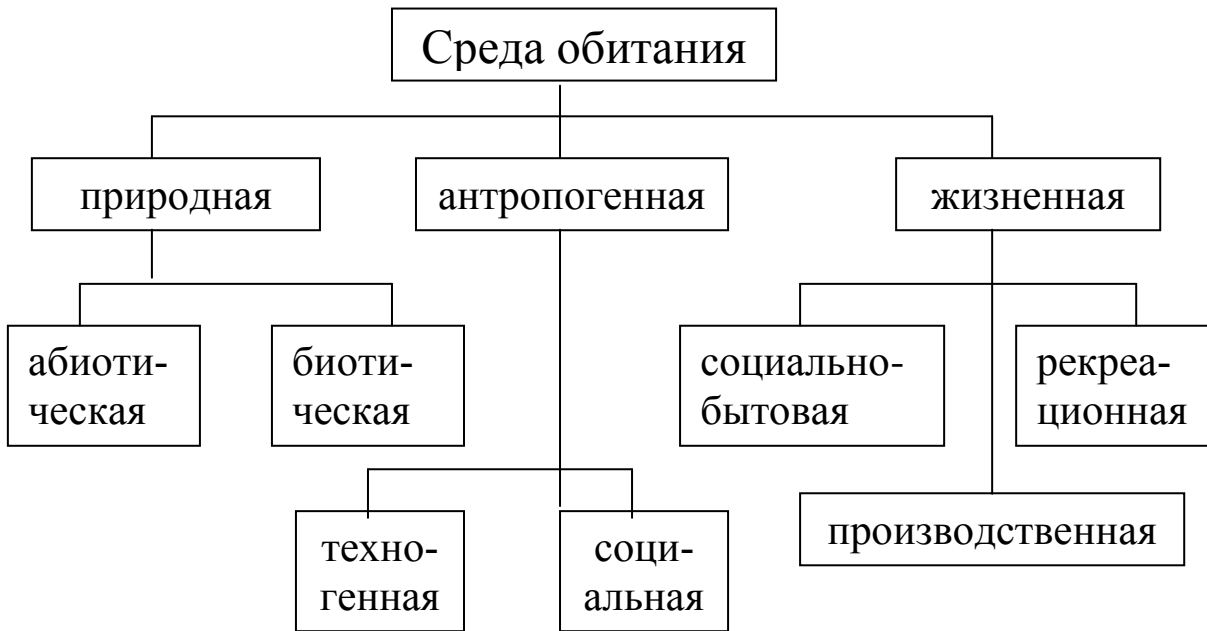 Среда обитания
природная
антропогенная
жизненная
абиоти-
ческая
биоти-
ческая
социально-
бытовая
рекреа-
ционная
техно-
генная
соци-
альная
производственная